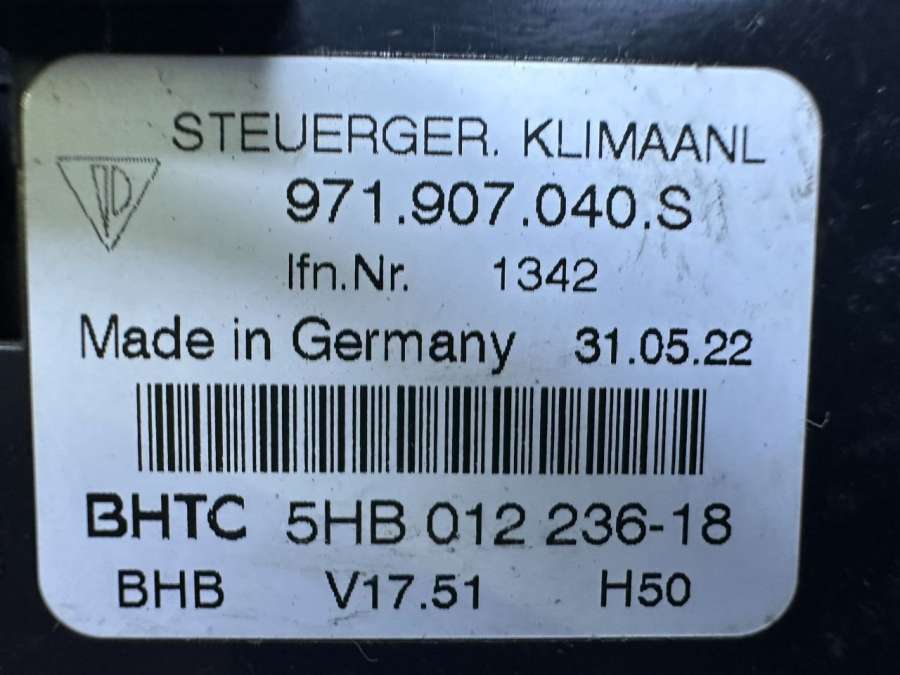 STEUERGER. KLIMAANL
971.907.040.S
lfn.Nr. 1342
Made in Germany 31.05.22
BHTC 5HB 012 236-18
BHB V17.51 H50